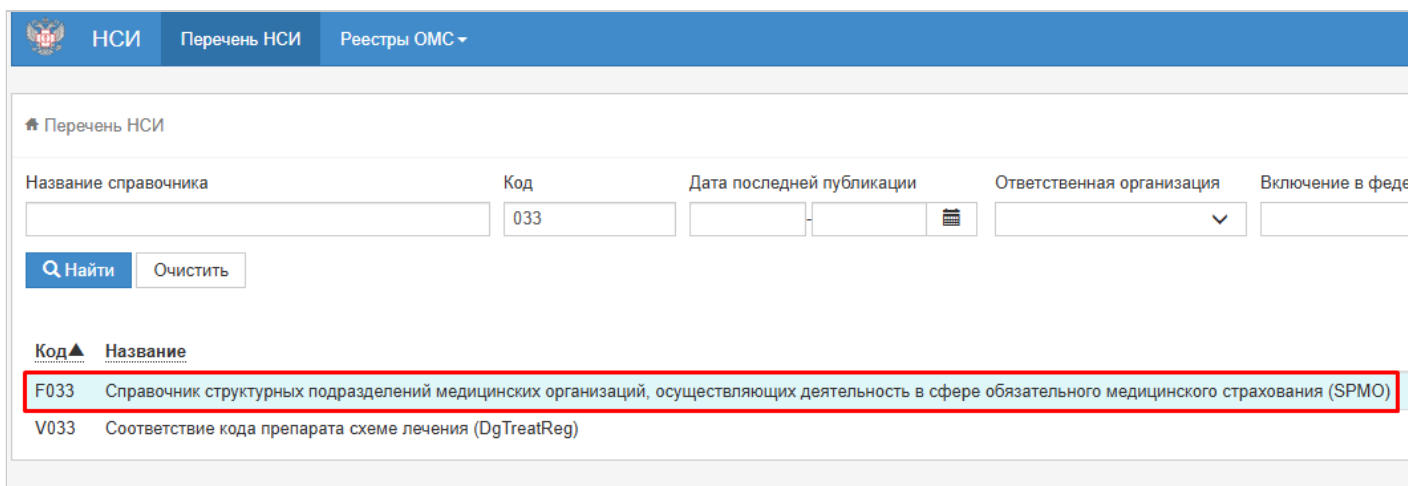 НСИ Перечень НСИ Реестры ОМС
Перечень НСИ
Название справочника Код Дата последней публикации Ответственная организация Включение в феде
033 -
Найти Очистить
Код▲ Название
F033 Справочник структурных подразделений медицинских организаций, осуществляющих деятельность в сфере обязательного медицинского страхования (SPMO)
V033 Соответствие кода препарата схеме лечения (DgTreatReg)